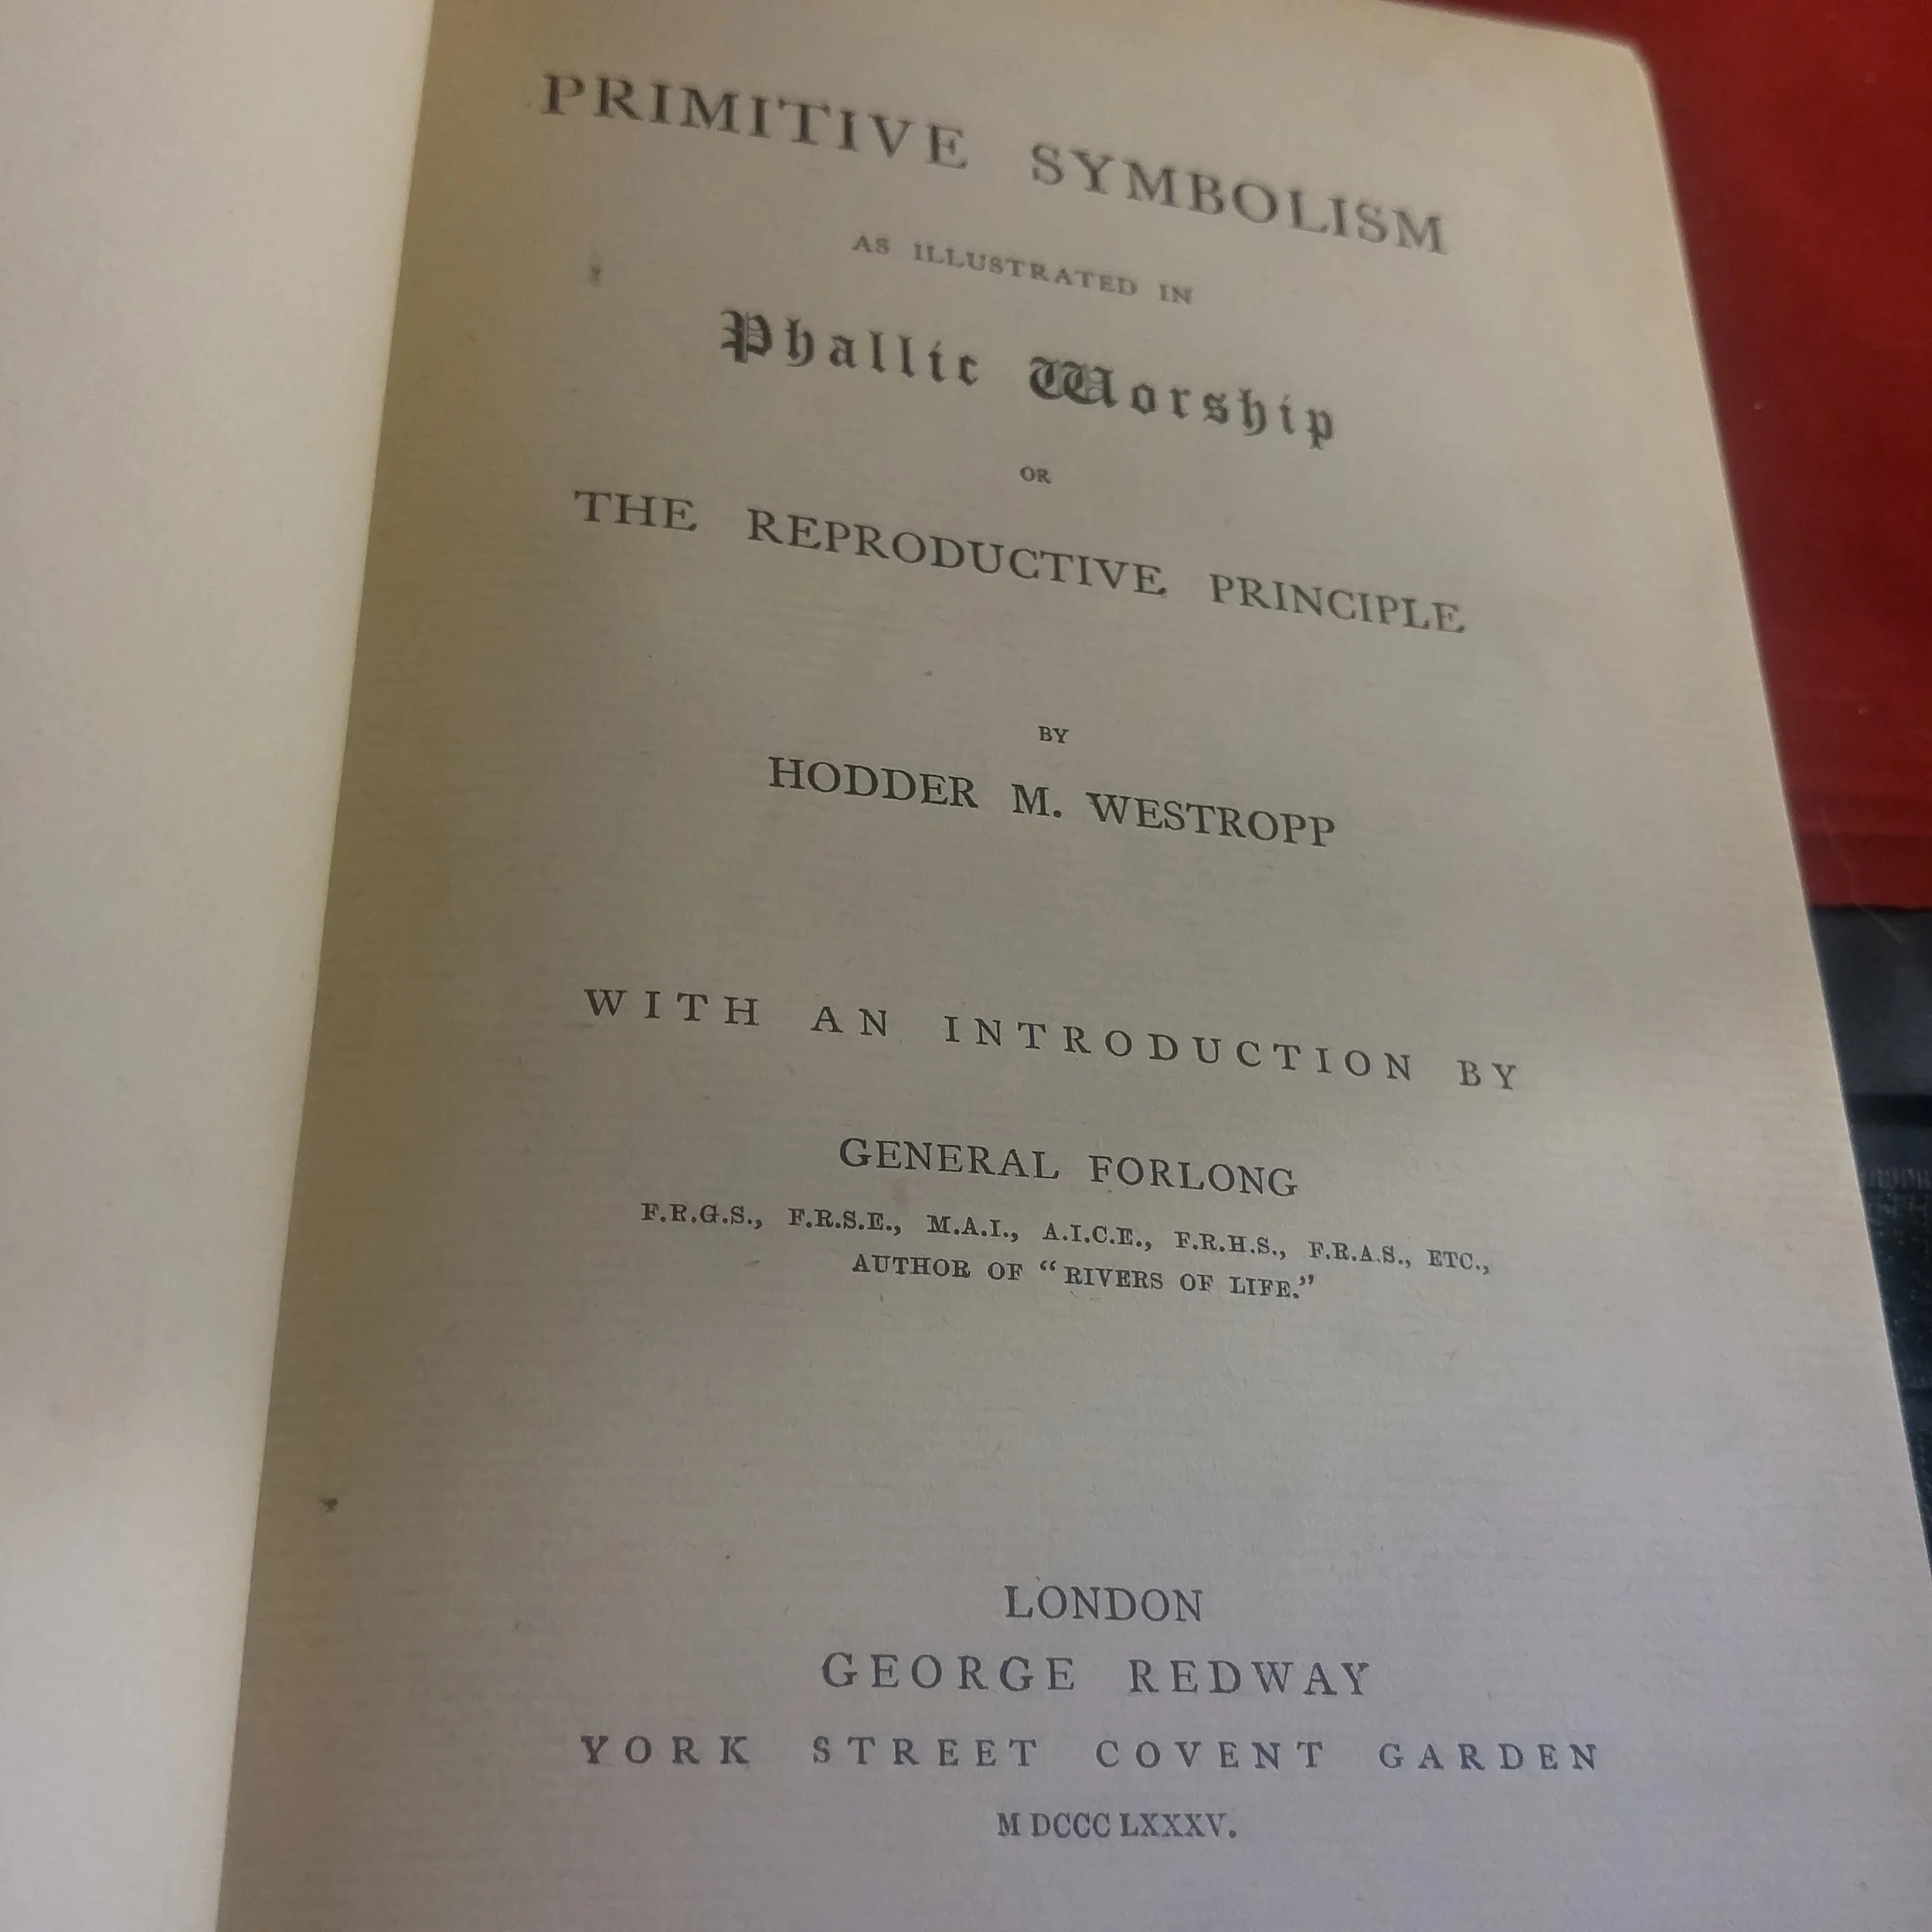 PRIMITIVE SYMBOLISM
AS ILLUSTRATED IN
Phallic Worship
OR
THE REPRODUCTIVE PRINCIPLE
BY
HODDER M. WESTROPP
WITH AN INTRODUCTION BY
GENERAL FORLONG
F.R.G.S., F.R.S.E., M.A.I., A.I.C.E., F.R.H.S., F.R.A.S., ETC.,
AUTHOR OF “RIVERS OF LIFE.”
LONDON
GEORGE REDWAY
YORK STREET COVENT GARDEN
M DCCC LXXXV.